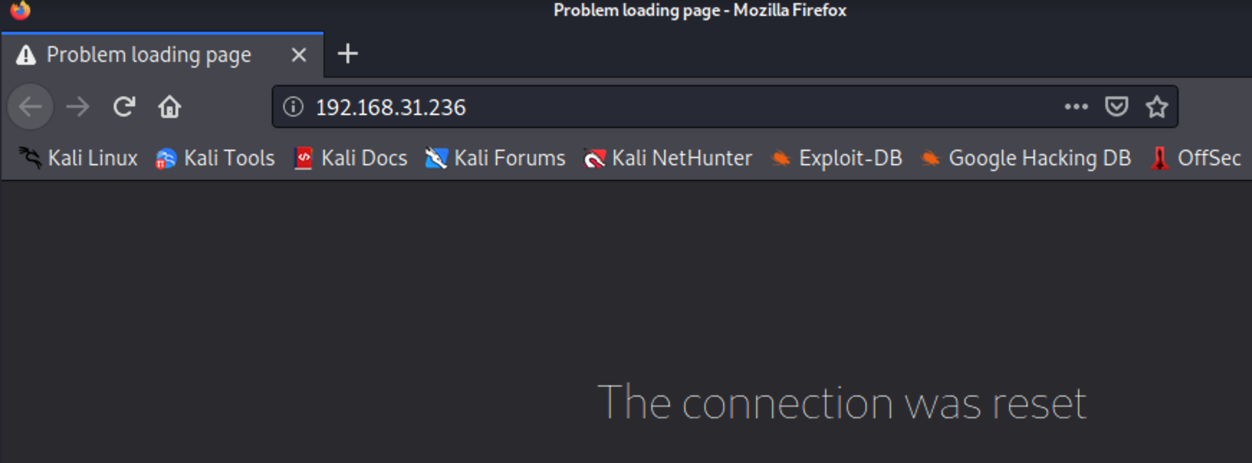 Problem loading page - Mozilla Firefox
Problem loading page
192.168.31.236
Kali Linux Kali Tools Kali Docs Kali Forums Kali NetHunter Exploit-DB Google Hacking DB OffSec
The connection was reset